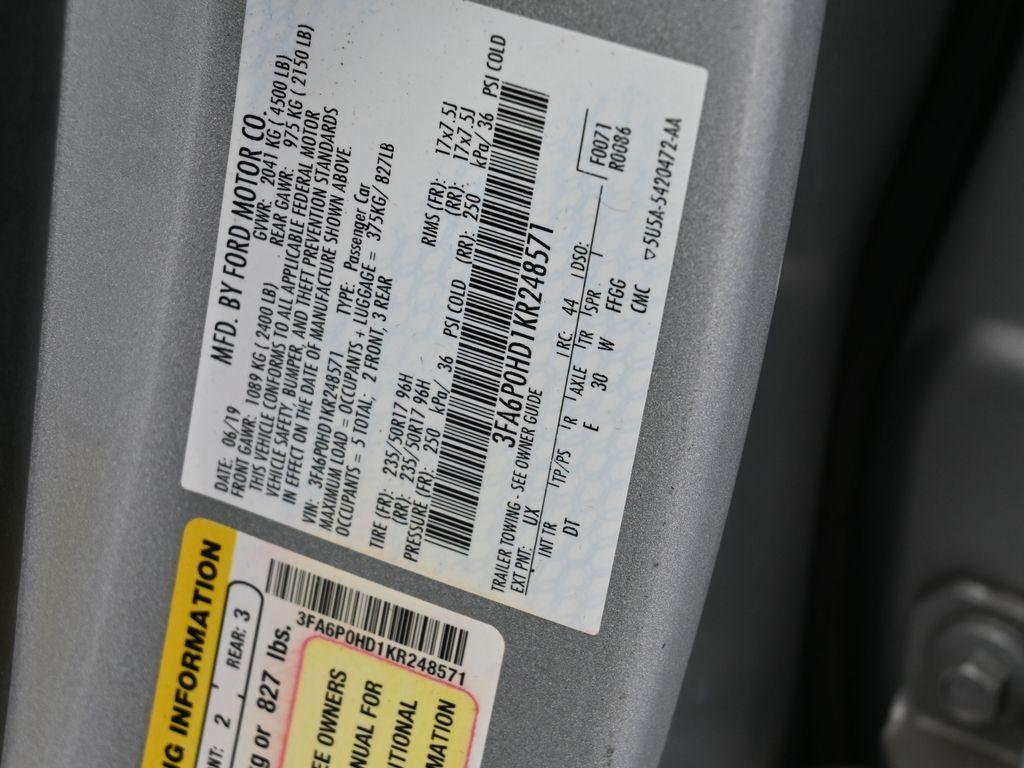 MFD. BY FORD MOTOR CO.
DATE: 06/19 GVWR: 2041 KG ( 4500 LB)
FRONT GAWR: 1089 KG ( 2400 LB) REAR GAWR: 975 KG ( 2150 LB)
THIS VEHICLE CONFORMS TO ALL APPLICABLE FEDERAL MOTOR
VEHICLE SAFETY BUMPER, AND THEFT PREVENTION STANDARDS
IN EFFECT ON THE DATE OF MANUFACTURE SHOWN ABOVE.
VIN: 3FA6P0HD1KR248571 TYPE: Passenger Car
MAXIMUM LOAD = OCCUPANTS + LUGGAGE = 375KG/ 827LB
OCCUPANTS = 5 TOTAL; 2 FRONT, 3 REAR
TIRE (FR): 235/50R17 96H RIMS (FR): 17x7.5J
(RR): 235/50R17 96H (RR): 17x7.5J
PRESSURE (FR): 250 kPa/ 36 PSI COLD (RR): 250 kPa/ 36 PSI COLD
3FA6P0HD1KR248571
TRAILER TOWING - SEE OWNER GUIDE
EXT PNT: UX RC: 44 DSO: F0071
INT TR TP/PS R AXLE TR SPR R0086
DT E 30 W FFGG
CMC
▽5U5A-5420472-AA
G INFORMATION
NT: 2 REAR: 3
g or 827 lbs.
3FA6P0HD1KR248571
EE OWNERS
ANUAL FOR
ITIONAL
RMATION